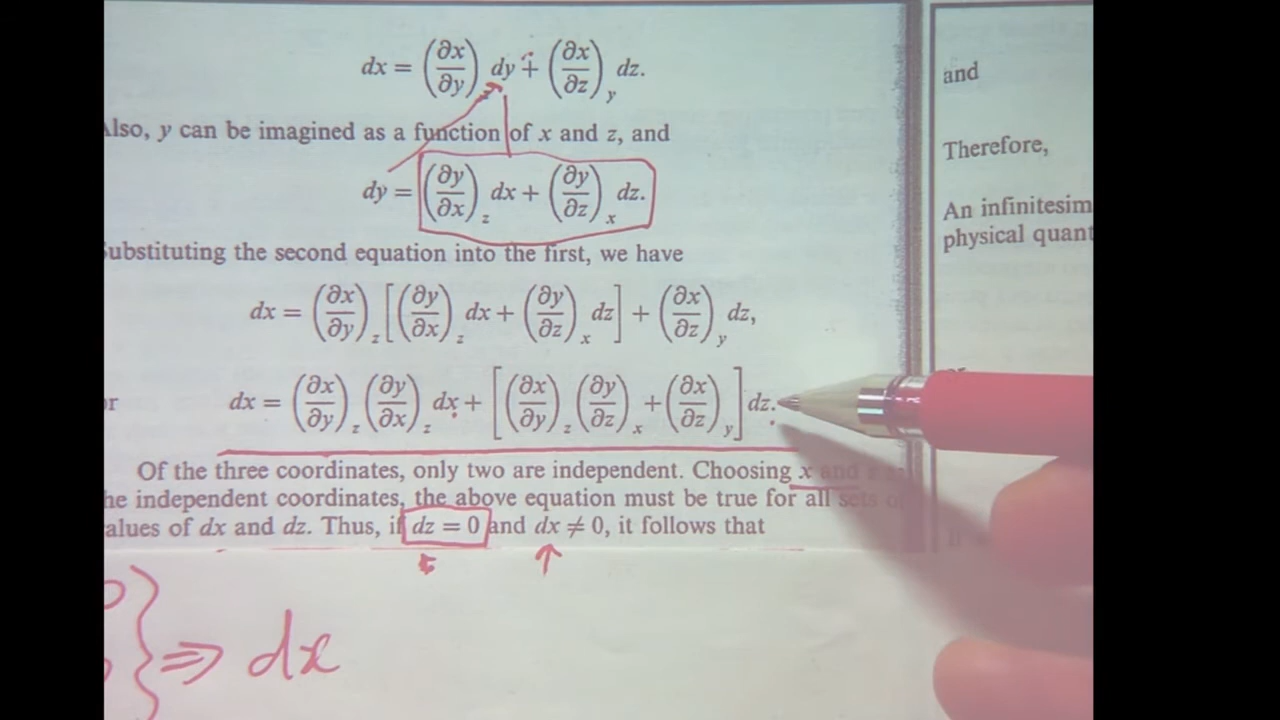 dx = (∂x/∂y)_z dy + (∂x/∂z)_y dz.
Also, y can be imagined as a function of x and z, and
dy = (∂y/∂x)_z dx + (∂y/∂z)_x dz.
Substituting the second equation into the first, we have
dx = (∂x/∂y)_z [(∂y/∂x)_z dx + (∂y/∂z)_x dz] + (∂x/∂z)_y dz,
or dx = (∂x/∂y)_z (∂y/∂x)_z dx + [(∂x/∂y)_z (∂y/∂z)_x + (∂x/∂z)_y] dz.
Of the three coordinates, only two are independent. Choosing x and
the independent coordinates, the above equation must be true for all sets
values of dx and dz. Thus, if dz = 0 and dx ≠ 0, it follows that
⇒ dx
and
Therefore,
An infinitesim
physical quant